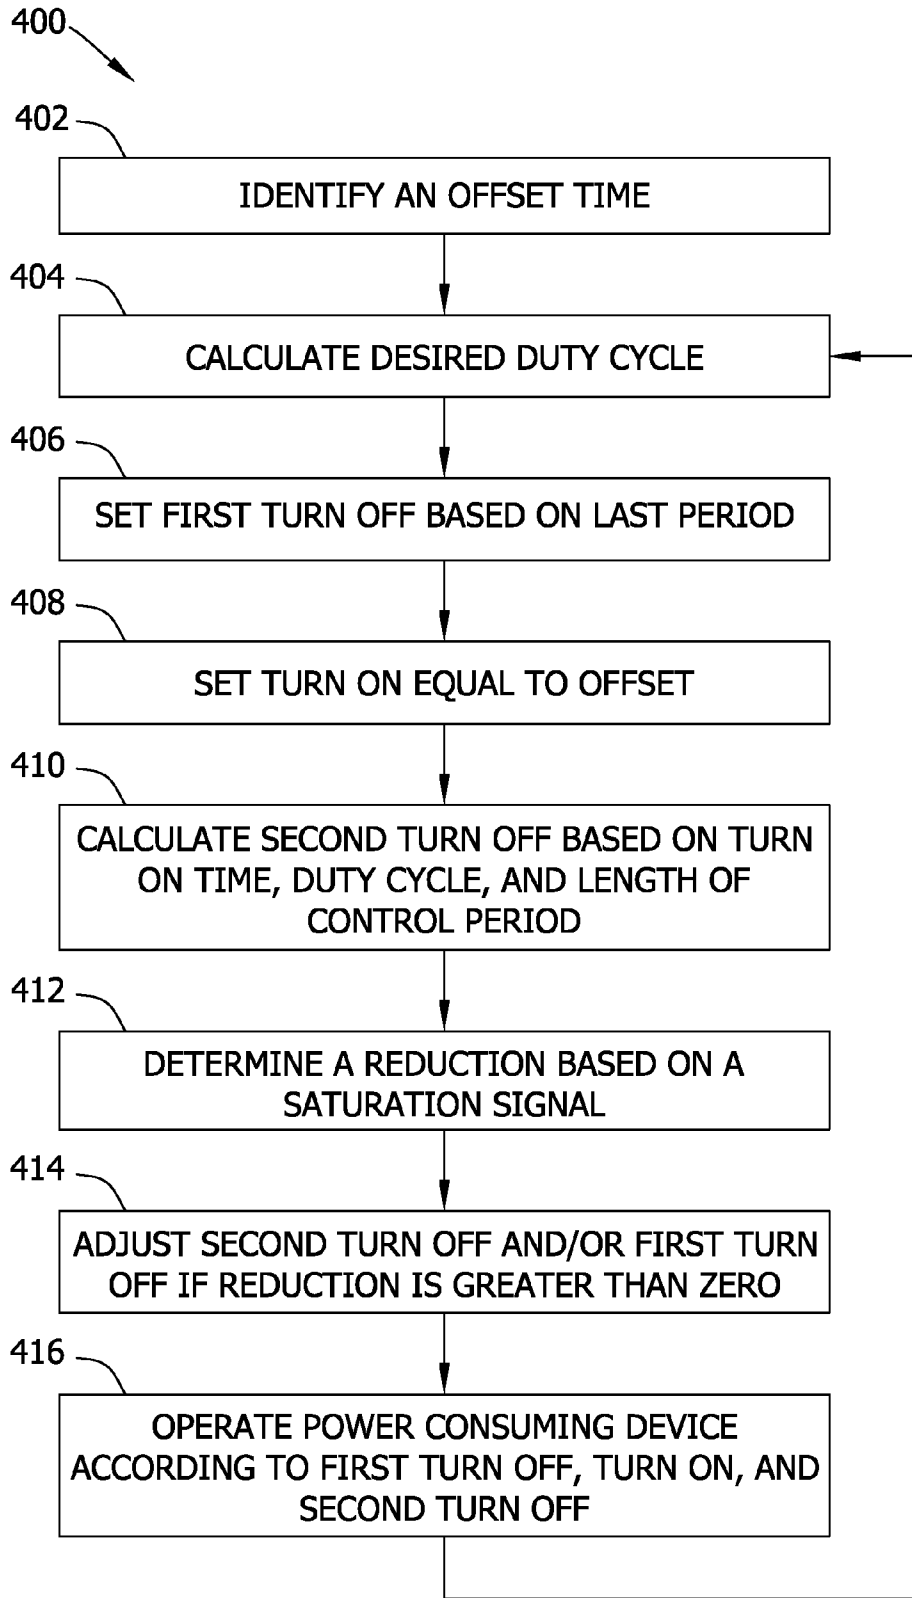 400
402
IDENTIFY AN OFFSET TIME
404
CALCULATE DESIRED DUTY CYCLE
406
SET FIRST TURN OFF BASED ON LAST PERIOD
408
SET TURN ON EQUAL TO OFFSET
410
CALCULATE SECOND TURN OFF BASED ON TURN
ON TIME, DUTY CYCLE, AND LENGTH OF
CONTROL PERIOD
412
DETERMINE A REDUCTION BASED ON A
SATURATION SIGNAL
414
ADJUST SECOND TURN OFF AND/OR FIRST TURN
OFF IF REDUCTION IS GREATER THAN ZERO
416
OPERATE POWER CONSUMING DEVICE
ACCORDING TO FIRST TURN OFF, TURN ON, AND
SECOND TURN OFF